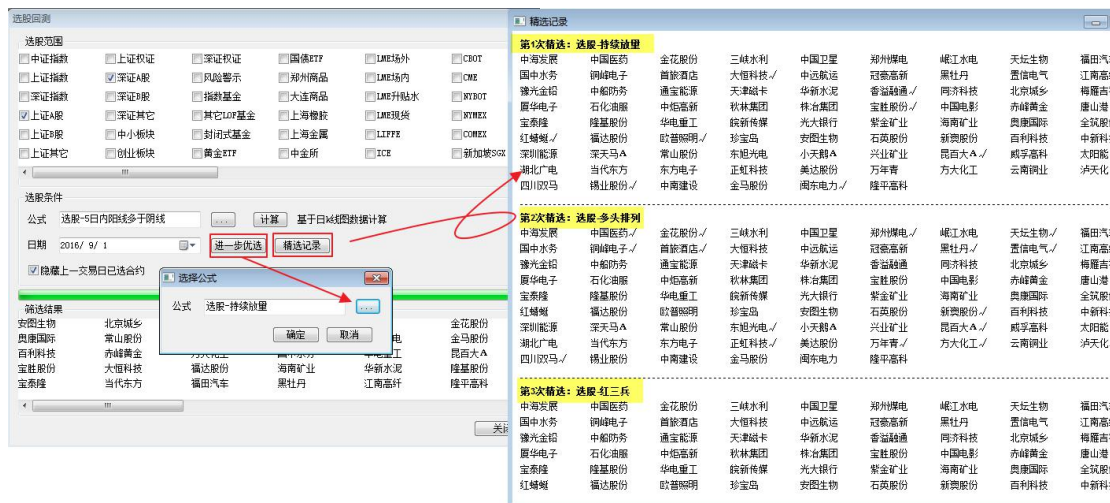 选股回测
选股范围
中证指数 上证权证 深证权证 国债ETF LME场外 CBOT
上证指数 深证A股 风险警示 郑州商品 LME场内 CME
深证指数 深证B股 指数基金 大连商品 LME升贴水 NYBOT
上证A股 深证其它 其它LOF基金 上海橡胶 LME现货 NYMEX
上证B股 中小板块 封闭式基金 上海金属 LIFFE COMEX
上证其它 创业板块 黄金ETF 中金所 ICE 新加坡SGX
选股条件
公式 选股-5日内阳线多于阴线 ... 计算 基于日k线图数据计算
日期 2016/ 9/ 1 进一步优选 精选记录
隐藏上一交易日已选合约
选择公式
公式 选股-持续放量 ...
确定 取消
筛选结果
安图生物 北京城乡 金花股份
奥康国际 常山股份 金马股份
百利科技 赤峰黄金 昆百大A
宝胜股份 大恒科技 福达股份 海南矿业 华新水泥 隆基股份
宝泰隆 当代东方 福田汽车 黑牡丹 江南高纤 隆平高科
精选记录
第1次精选：选股-持续放量
中海发展 中国医药 金花股份 三峡水利 中国卫星 郑州煤电 岷江水电 天坛生物 福田汽
国中水务 铜峰电子 首旅酒店 大恒科技√ 中远航运 冠豪高新 黑牡丹 置信电气 江南高
豫光金铅 中船防务 通宝能源 天津磁卡 华新水泥 香溢融通√ 同济科技 北京城乡 梅雁吉
厦华电子 石化油服 中炬高新 秋林集团 株冶集团 宝胜股份√ 中国电影 赤峰黄金 唐山港
宝泰隆 隆基股份 华电重工 皖新传媒 光大银行 紫金矿业 海南矿业 奥康国际 全筑股
红蜻蜓√ 福达股份 欧普照明√ 珍宝岛 安图生物 石英股份 新澳股份 百利科技 中新科
深圳能源 深天马A 常山股份 东旭光电 小天鹅A 兴业矿业 昆百大A√ 威孚高科 太阳能
湖北广电 当代东方 东方电子 正虹科技 美达股份 万年青 方大化工 云南铜业 泸天化
四川双马 锡业股份√ 中南建设 金马股份 闽东电力√ 隆平高科
第2次精选：选股-多头排列
中海发展 中国医药√ 金花股份√ 三峡水利 中国卫星 郑州煤电√ 岷江水电 天坛生物√ 福田汽
国中水务 铜峰电子√ 首旅酒店√ 大恒科技 中远航运 冠豪高新 黑牡丹√ 置信电气√ 江南高
豫光金铅 中船防务 通宝能源 天津磁卡 华新水泥 香溢融通 同济科技 北京城乡 梅雁吉
厦华电子 石化油服 中炬高新 秋林集团 株冶集团 宝胜股份 中国电影 赤峰黄金 唐山港
宝泰隆 隆基股份 华电重工 皖新传媒 光大银行 紫金矿业 海南矿业 奥康国际 全筑股
红蜻蜓 福达股份 欧普照明 珍宝岛 安图生物 石英股份 新澳股份√ 百利科技 中新科
深圳能源 深天马A 常山股份 东旭光电√ 小天鹅A 兴业矿业 昆百大A√ 威孚高科 太阳能
湖北广电 当代东方 东方电子 正虹科技√ 美达股份 万年青√ 方大化工√ 云南铜业 泸天化
四川双马√ 锡业股份 中南建设 金马股份 闽东电力 隆平高科
第3次精选：选股-红三兵
中海发展 中国医药 金花股份 三峡水利 中国卫星 郑州煤电 岷江水电 天坛生物 福田汽
国中水务 铜峰电子 首旅酒店 大恒科技 中远航运 冠豪高新 黑牡丹 置信电气 江南高
豫光金铅 中船防务 通宝能源 天津磁卡 华新水泥 香溢融通 同济科技 北京城乡 梅雁吉
厦华电子 石化油服 中炬高新 秋林集团 株冶集团 宝胜股份 中国电影 赤峰黄金 唐山港
宝泰隆 隆基股份 华电重工 皖新传媒 光大银行 紫金矿业 海南矿业 奥康国际 全筑股
红蜻蜓 福达股份 欧普照明 珍宝岛 安图生物 石英股份 新澳股份 百利科技 中新科